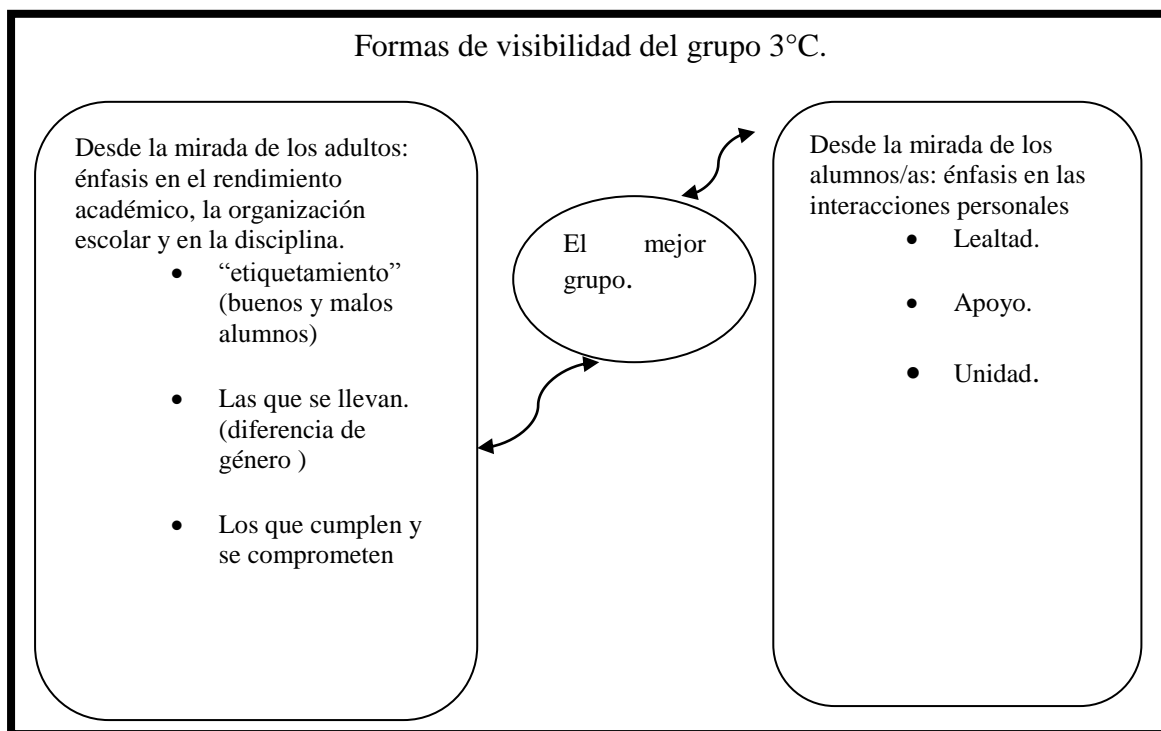 Formas de visibilidad del grupo 3°C.
Desde la mirada de los adultos:
énfasis en el rendimiento
académico, la organización
escolar y en la disciplina.
• “etiquetamiento”
(buenos y malos
alumnos)
• Las que se llevan.
(diferencia de
género )
• Los que cumplen y
se comprometen
El mejor
grupo.
Desde la mirada de los
alumnos/as: énfasis en las
interacciones personales
• Lealtad.
• Apoyo.
• Unidad.